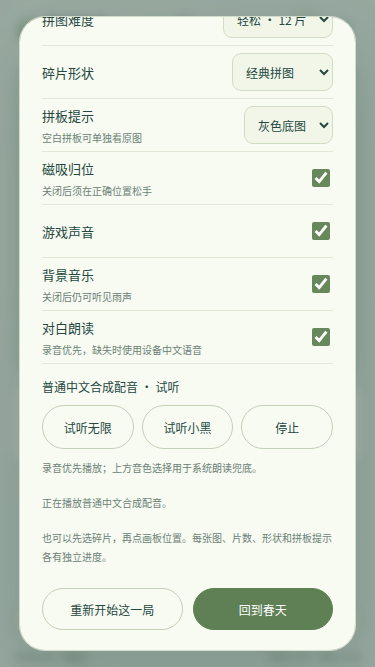 拼图难度
轻松 · 12 片
碎片形状
经典拼图
拼板提示
空白拼板可单独看原图
灰色底图
磁吸归位
关闭后须在正确位置松手
游戏声音
背景音乐
关闭后仍可听见雨声
对白朗读
录音优先，缺失时使用设备中文语音
普通中文合成配音 · 试听
试听无限
试听小黑
停止
录音优先播放；上方音色选择用于系统朗读兜底。
正在播放普通中文合成配音。
也可以先选碎片，再点画板位置。每张图、片数、形状和拼板提示
各有独立进度。
重新开始这一局
回到春天